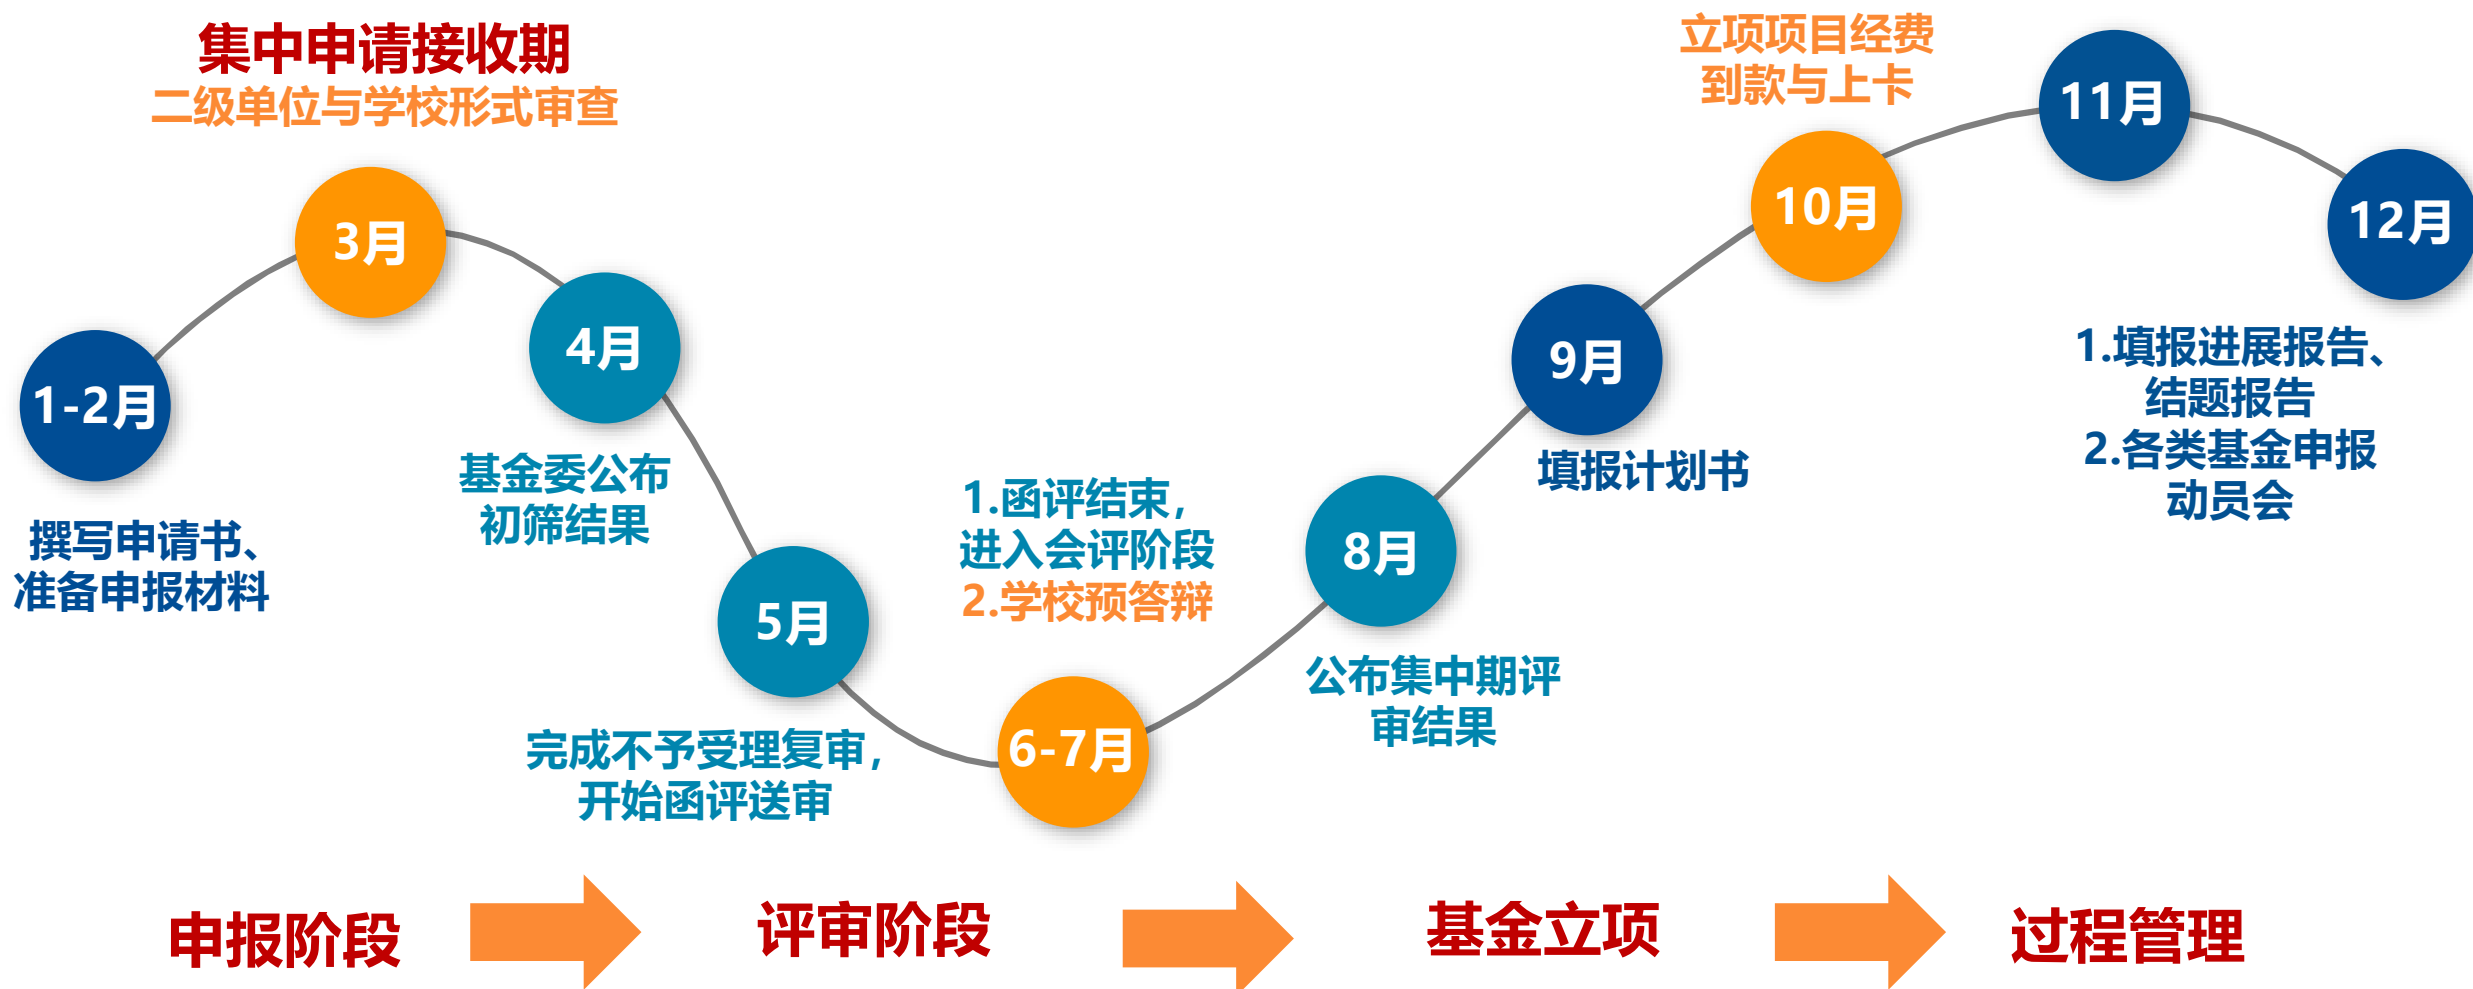 集中申请接收期
二级单位与学校形式审查
3月
1-2月
撰写申请书、
准备申报材料
4月
基金委公布
初筛结果
5月
完成不予受理复审，
开始函评送审
1.函评结束，
进入会评阶段
2.学校预答辩
6-7月
8月
公布集中期评
审结果
9月
填报计划书
立项项目经费
到款与上卡
10月
11月
12月
1.填报进展报告、
结题报告
2.各类基金申报
动员会
申报阶段
评审阶段
基金立项
过程管理